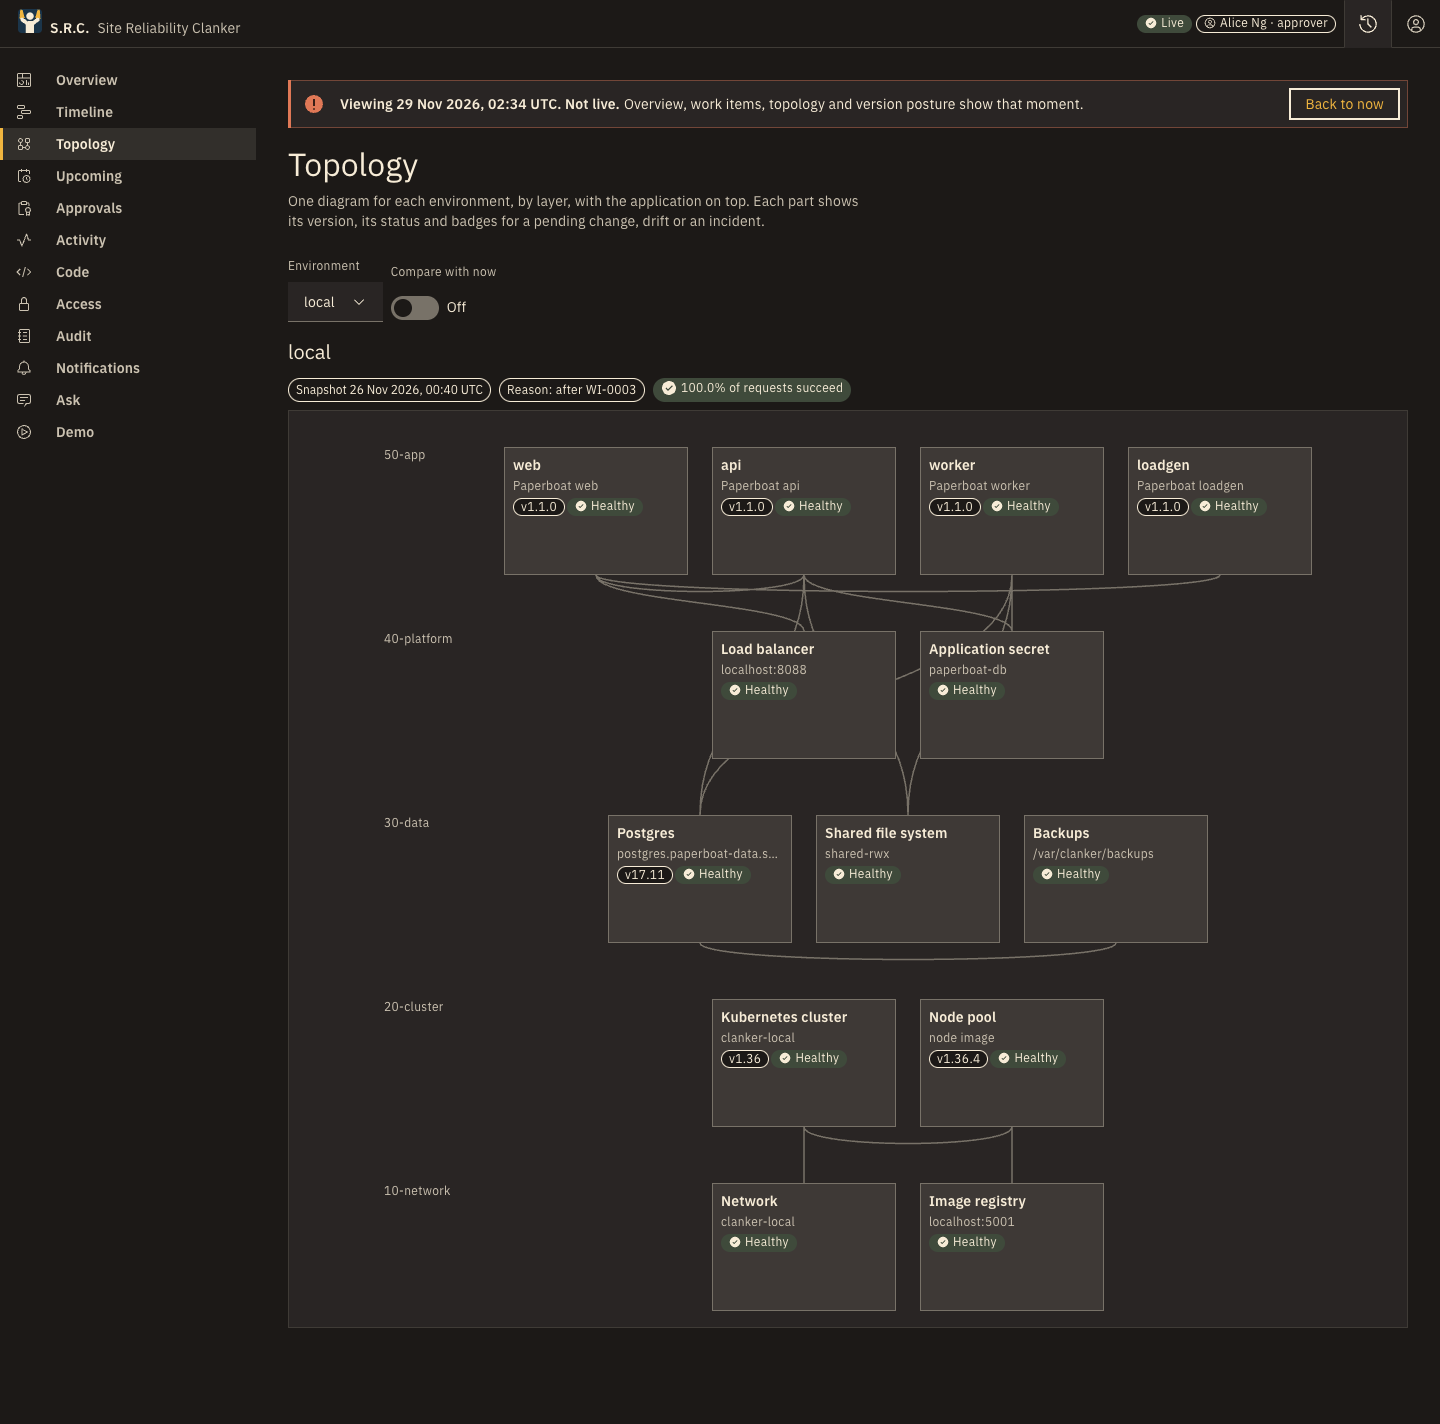 S.R.C. Site Reliability Clanker
Live
Alice Ng · approver
Overview
Timeline
Topology
Upcoming
Approvals
Activity
Code
Access
Audit
Notifications
Ask
Demo
Viewing 29 Nov 2026, 02:34 UTC. Not live. Overview, work items, topology and version posture show that moment.
Back to now
Topology
One diagram for each environment, by layer, with the application on top. Each part shows
its version, its status and badges for a pending change, drift or an incident.
Environment
local
Compare with now
Off
local
Snapshot 26 Nov 2026, 00:40 UTC
Reason: after WI-0003
100.0% of requests succeed
50-app
web
Paperboat web
v1.1.0 Healthy
api
Paperboat api
v1.1.0 Healthy
worker
Paperboat worker
v1.1.0 Healthy
loadgen
Paperboat loadgen
v1.1.0 Healthy
40-platform
Load balancer
localhost:8088
Healthy
Application secret
paperboat-db
Healthy
30-data
Postgres
postgres.paperboat-data.s...
v17.11 Healthy
Shared file system
shared-rwx
Healthy
Backups
/var/clanker/backups
Healthy
20-cluster
Kubernetes cluster
clanker-local
v1.36 Healthy
Node pool
node image
v1.36.4 Healthy
10-network
Network
clanker-local
Healthy
Image registry
localhost:5001
Healthy